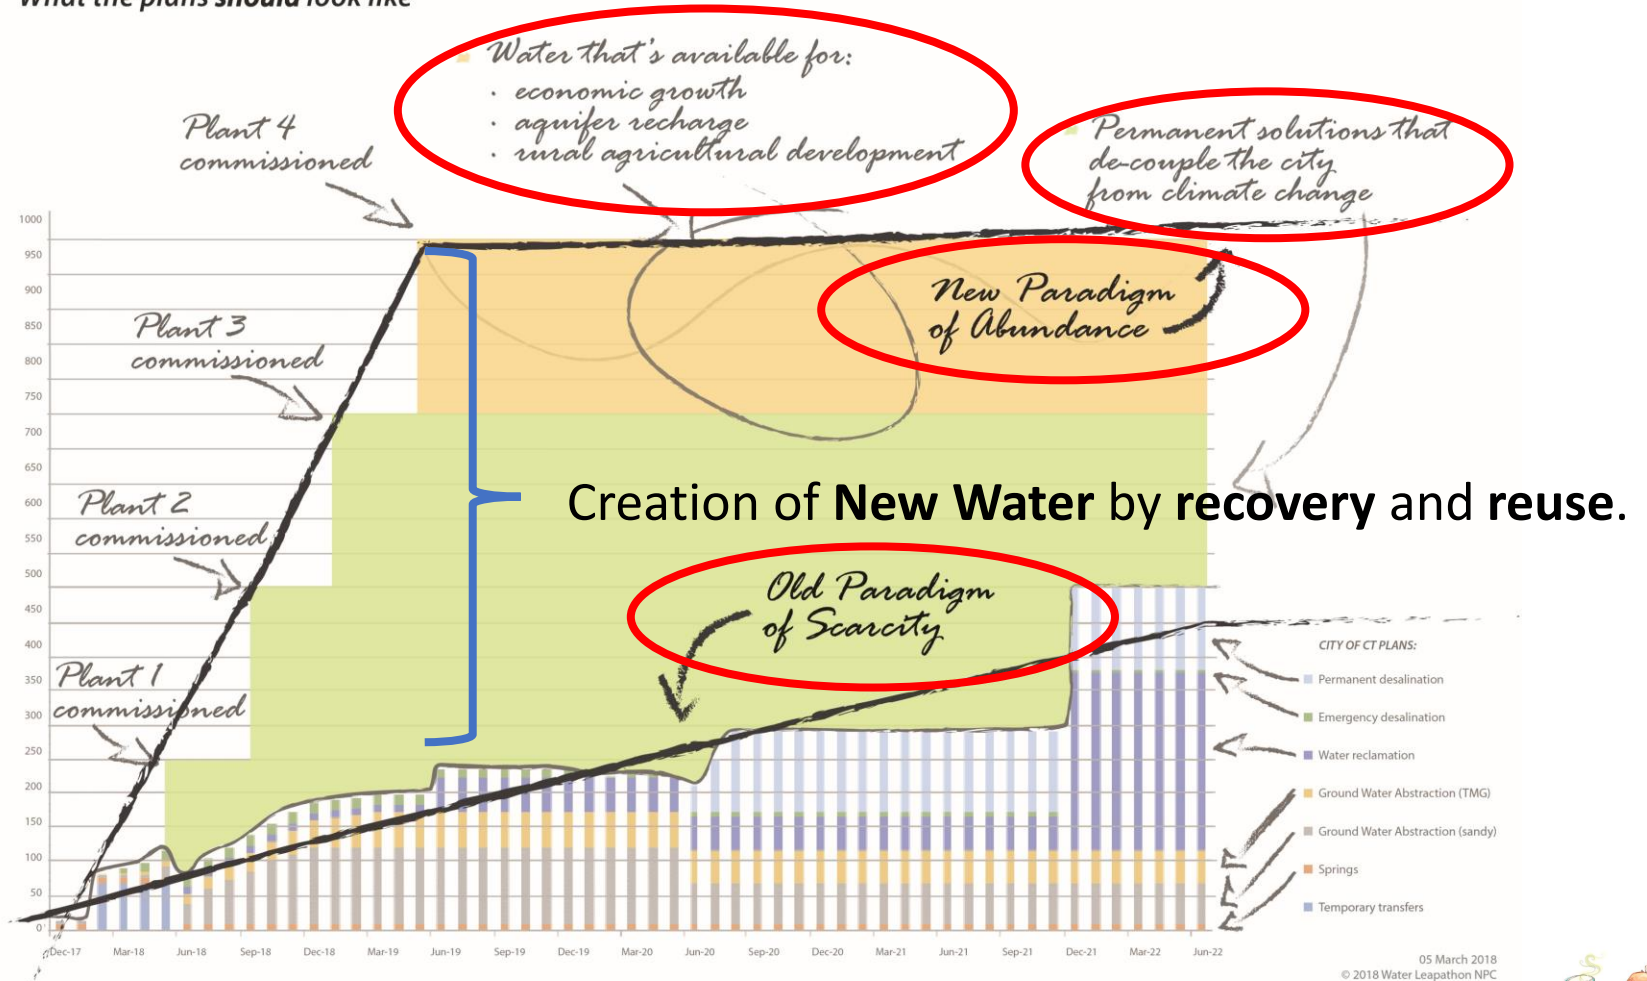 What the plans should look like
Water that's available for:
· economic growth
· aquifer recharge
· rural agricultural development
Permanent solutions that
de-couple the city
from climate change
Plant 4
commissioned
Plant 3
commissioned
Plant 2
commissioned
Plant 1
commissioned
New Paradigm
of Abundance
Creation of New Water by recovery and reuse.
Old Paradigm
of Scarcity
1000
950
900
850
800
750
700
650
600
550
500
450
400
350
300
250
200
150
100
50
0
Dec-17 Mar-18 Jun-18 Sep-18 Dec-18 Mar-19 Jun-19 Sep-19 Dec-19 Mar-20 Jun-20 Sep-20 Dec-20 Mar-21 Jun-21 Sep-21 Dec-21 Mar-22 Jun-22
CITY OF CT PLANS:
Permanent desalination
Emergency desalination
Water reclamation
Ground Water Abstraction (TMG)
Ground Water Abstraction (sandy)
Springs
Temporary transfers
05 March 2018
© 2018 Water Leapathon NPC